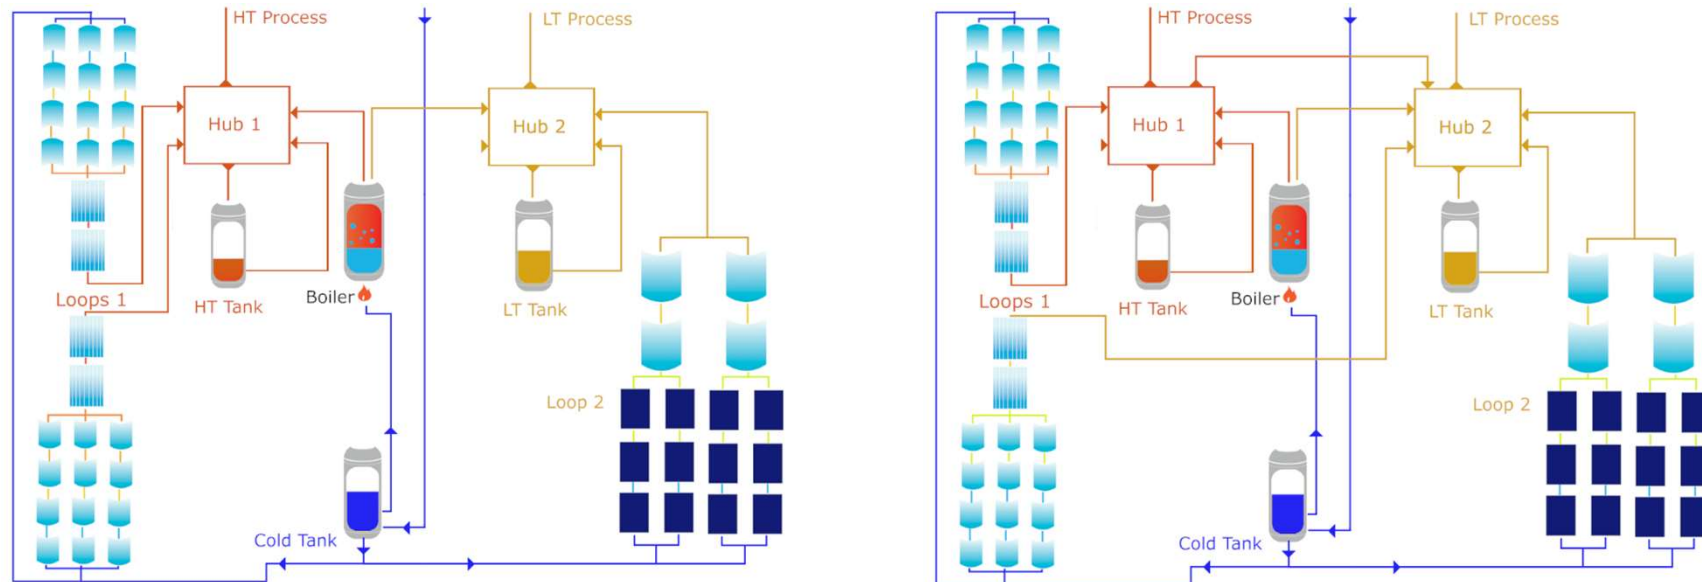 HT Process
LT Process
Hub 1
Hub 2
Loops 1
HT Tank
Boiler
LT Tank
Loop 2
Cold Tank
HT Process
LT Process
Hub 1
Hub 2
Loops 1
HT Tank
Boiler
LT Tank
Loop 2
Cold Tank